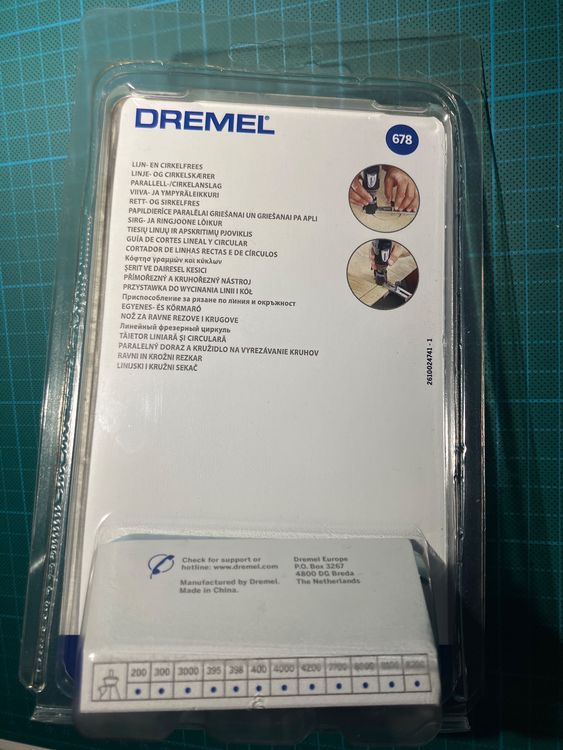 DREMEL®
678
LIJN- EN CIRKELFREES
LINJE- OG CIRKELSKÆRER
PARALLELL-/CIRKELANSLAG
VIIVA- JA YMPYRÄLEIKKURI
RETT- OG SIRKELFRES
PAPILDIERĪCE PARALĒLAI GRIEŠANAI UN GRIEŠANAI PA APLI
SIRG- JA RINGJOONE LÕIKUR
TIESIŲ LINIJŲ IR APSKRITIMŲ PJOVIKLIS
GUÍA DE CORTES LINEAL Y CIRCULAR
CORTADOR DE LINHAS RECTAS E DE CÍRCULOS
Κόφτης γραμμών και κύκλων
ŞERIT VE DAIRESEL KESICI
PŘÍMOŘEZNÝ A KRUHOŘEZNÝ NÁSTROJ
PRZYSTAWKA DO WYCINANIA LINII I KÓŁ
Приспособление за рязане по линия и окръжност
EGYENES- ÉS KÖRMARÓ
NOŽ ZA RAVNE REZOVE I KRUGOVE
Линейный фрезерный циркуль
TĂIETOR LINIARĂ ŞI CIRCULARĂ
PARALELNÝ DORAZ A KRUŽIDLO NA VYREZÁVANIE KRUHOV
RAVNI IN KROŽNI REZKAR
LINIJSKI I KRUŽNI SEKAČ
2610024741 - 1
Check for support or
hotline: www.dremel.com
Manufactured by Dremel.
Made in China.
Dremel Europe
P.O. Box 3267
4800 DG Breda
The Netherlands
200 300 3000 395 398 400 4000 4200 7700 8000 8100 8200